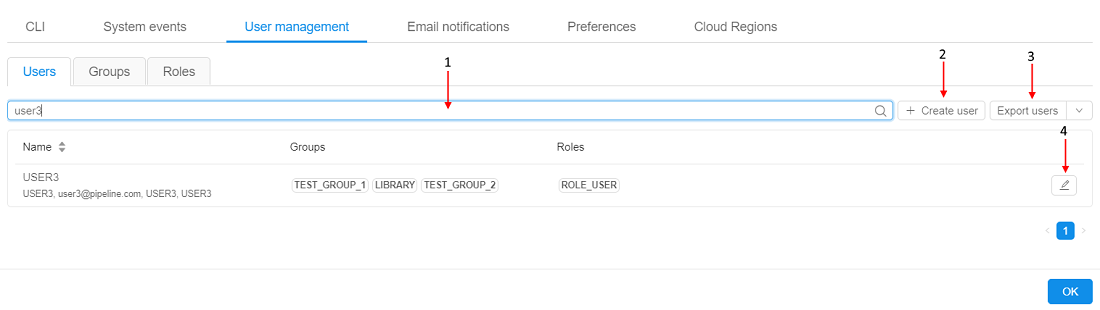 CLI System events User management Email notifications Preferences Cloud Regions
Users Groups Roles
1 2 3
user3 + Create user Export users
4
Name Groups Roles
USER3
TEST_GROUP_1 LIBRARY TEST_GROUP_2 ROLE_USER
USER3, user3@pipeline.com, USER3, USER3
< 1 >
OK